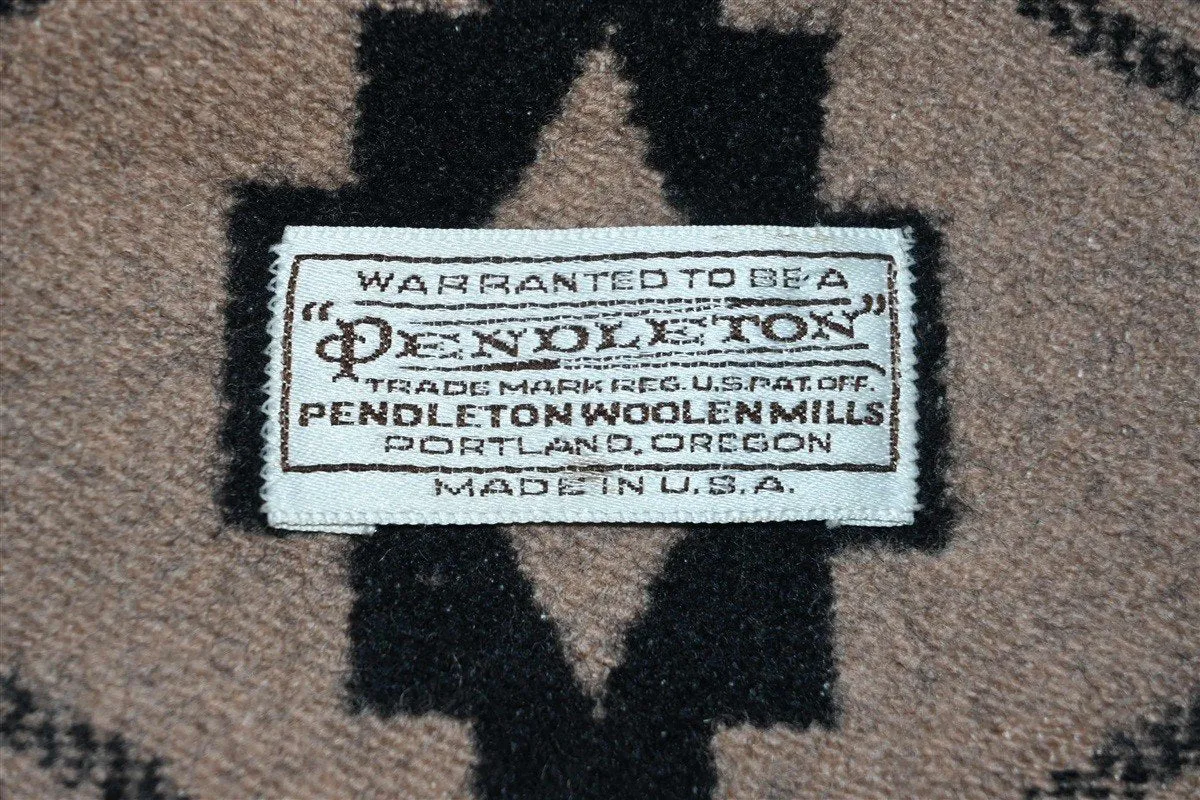 WARRANTED TO BE A
"PENDLETON"
TRADE MARK REG. U.S. PAT. OFF.
PENDLETON WOOLEN MILLS
PORTLAND, OREGON
MADE IN U.S.A.